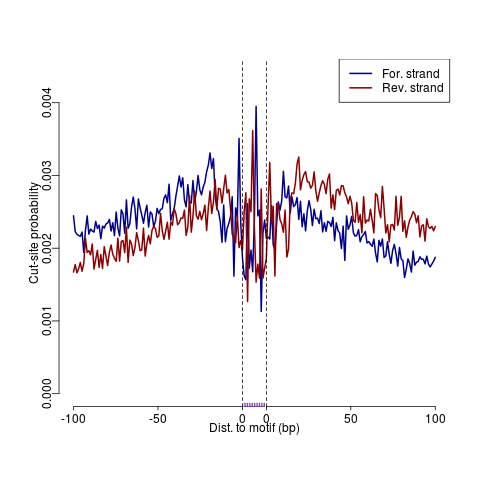 For. strand
Rev. strand
Cut-site probability
0.004
0.003
0.002
0.001
0.000
-100 -50 0 0 50 100
Dist. to motif (bp)